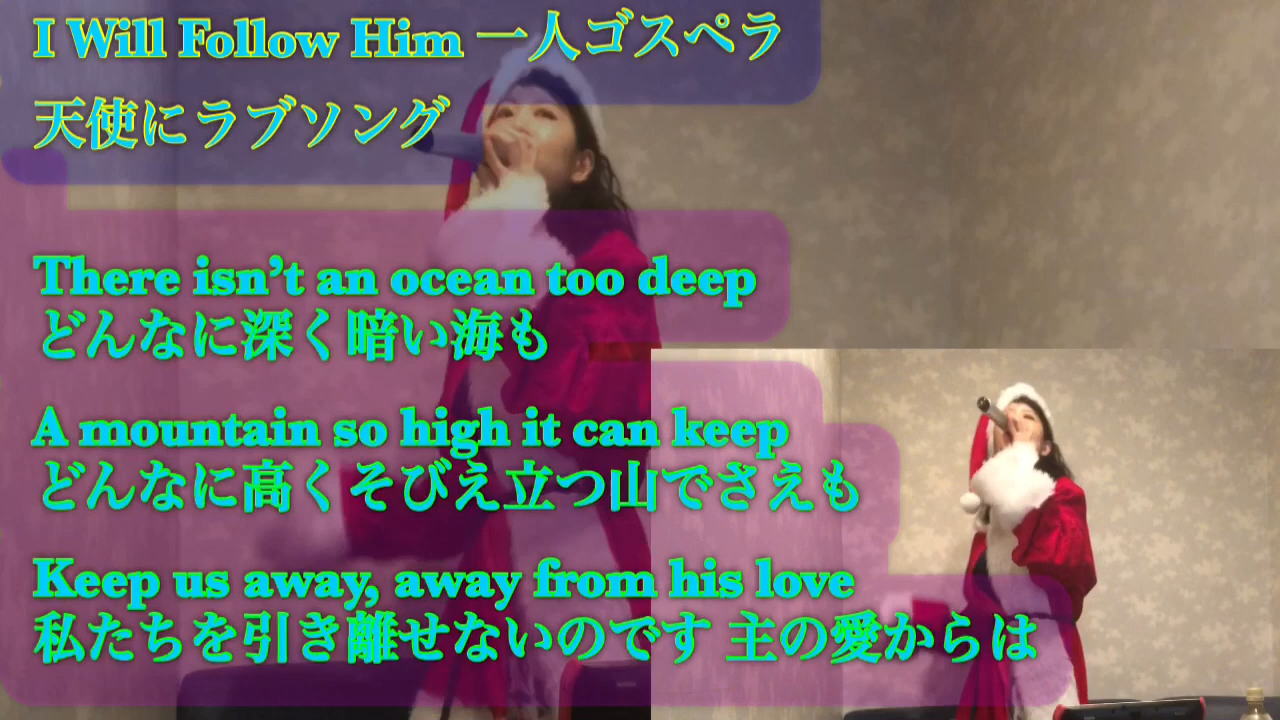 I Will Follow Him 一人ゴスペラ
天使にラブソング
There isn’t an ocean too deep
どんなに深く暗い海も
A mountain so high it can keep
どんなに高くそびえ立つ山でさえも
Keep us away, away from his love
私たちを引き離せないのです 主の愛からは